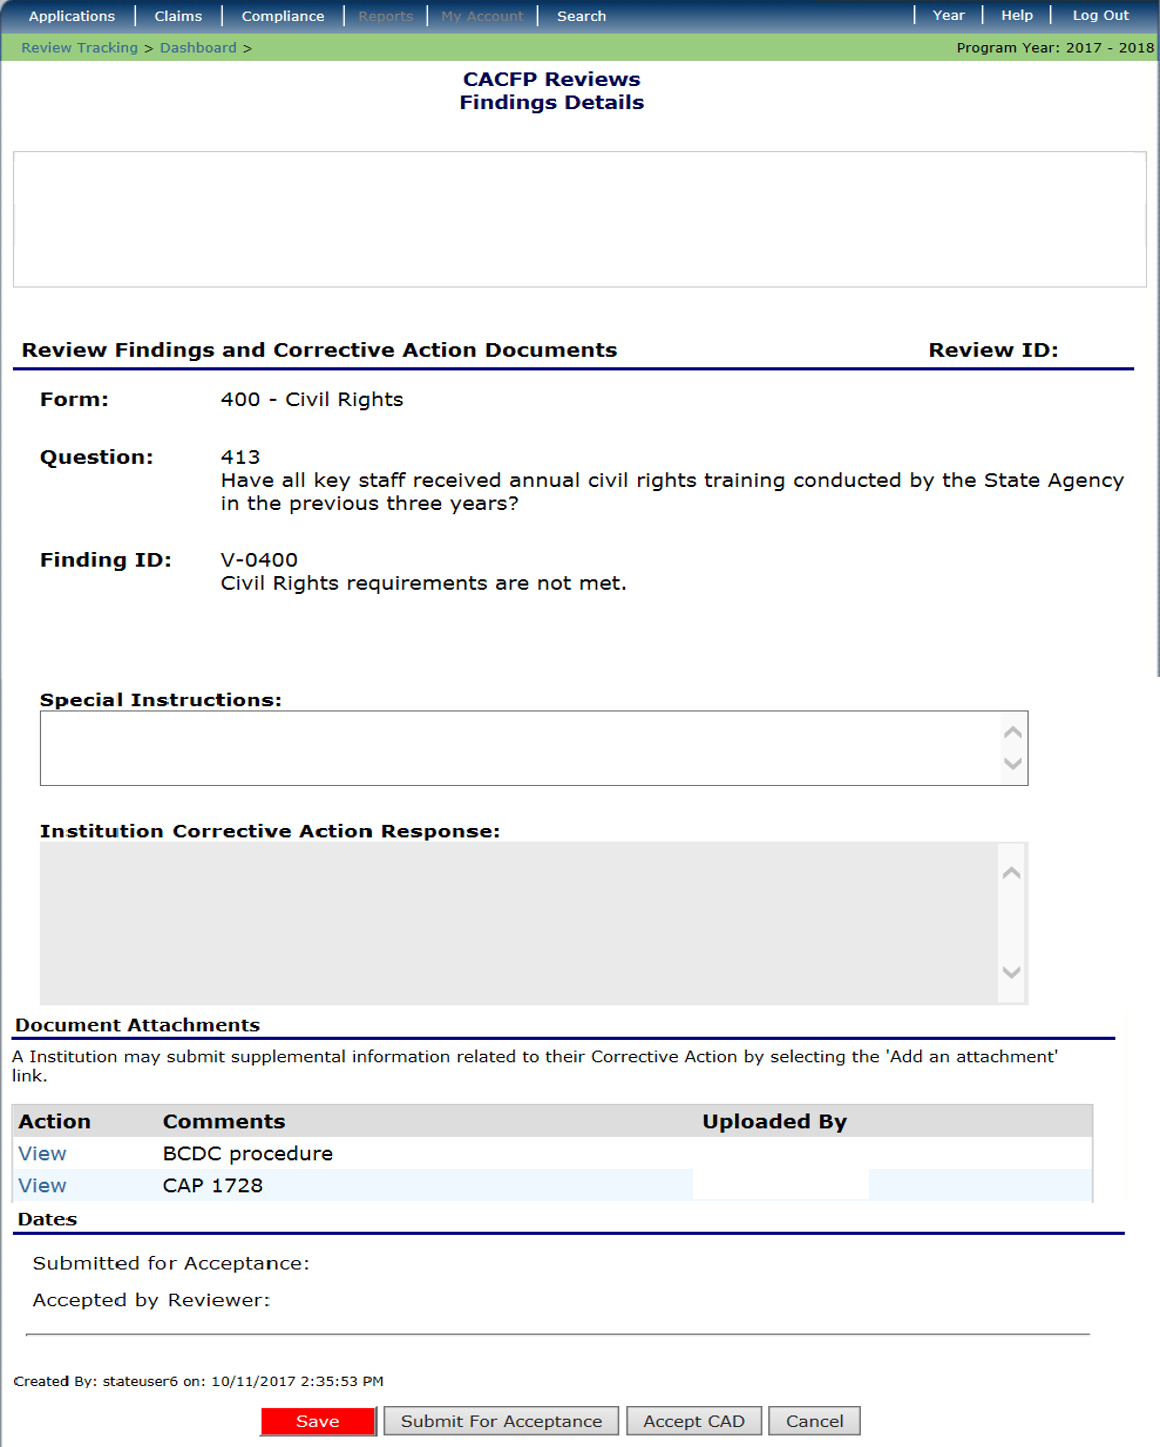 Applications | Claims | Compliance | Reports | My Account | Search | Year | Help | Log Out
Review Tracking > Dashboard > Program Year: 2017 - 2018
CACFP Reviews
Findings Details
Review Findings and Corrective Action Documents Review ID:
Form: 400 - Civil Rights
Question: 413
Have all key staff received annual civil rights training conducted by the State Agency
in the previous three years?
Finding ID: V-0400
Civil Rights requirements are not met.
Special Instructions:
Institution Corrective Action Response:
Document Attachments
A Institution may submit supplemental information related to their Corrective Action by selecting the 'Add an attachment'
link.
Action Comments Uploaded By
View BCDC procedure
View CAP 1728
Dates
Submitted for Acceptance:
Accepted by Reviewer:
Created By: stateuser6 on: 10/11/2017 2:35:53 PM
Save Submit For Acceptance Accept CAD Cancel